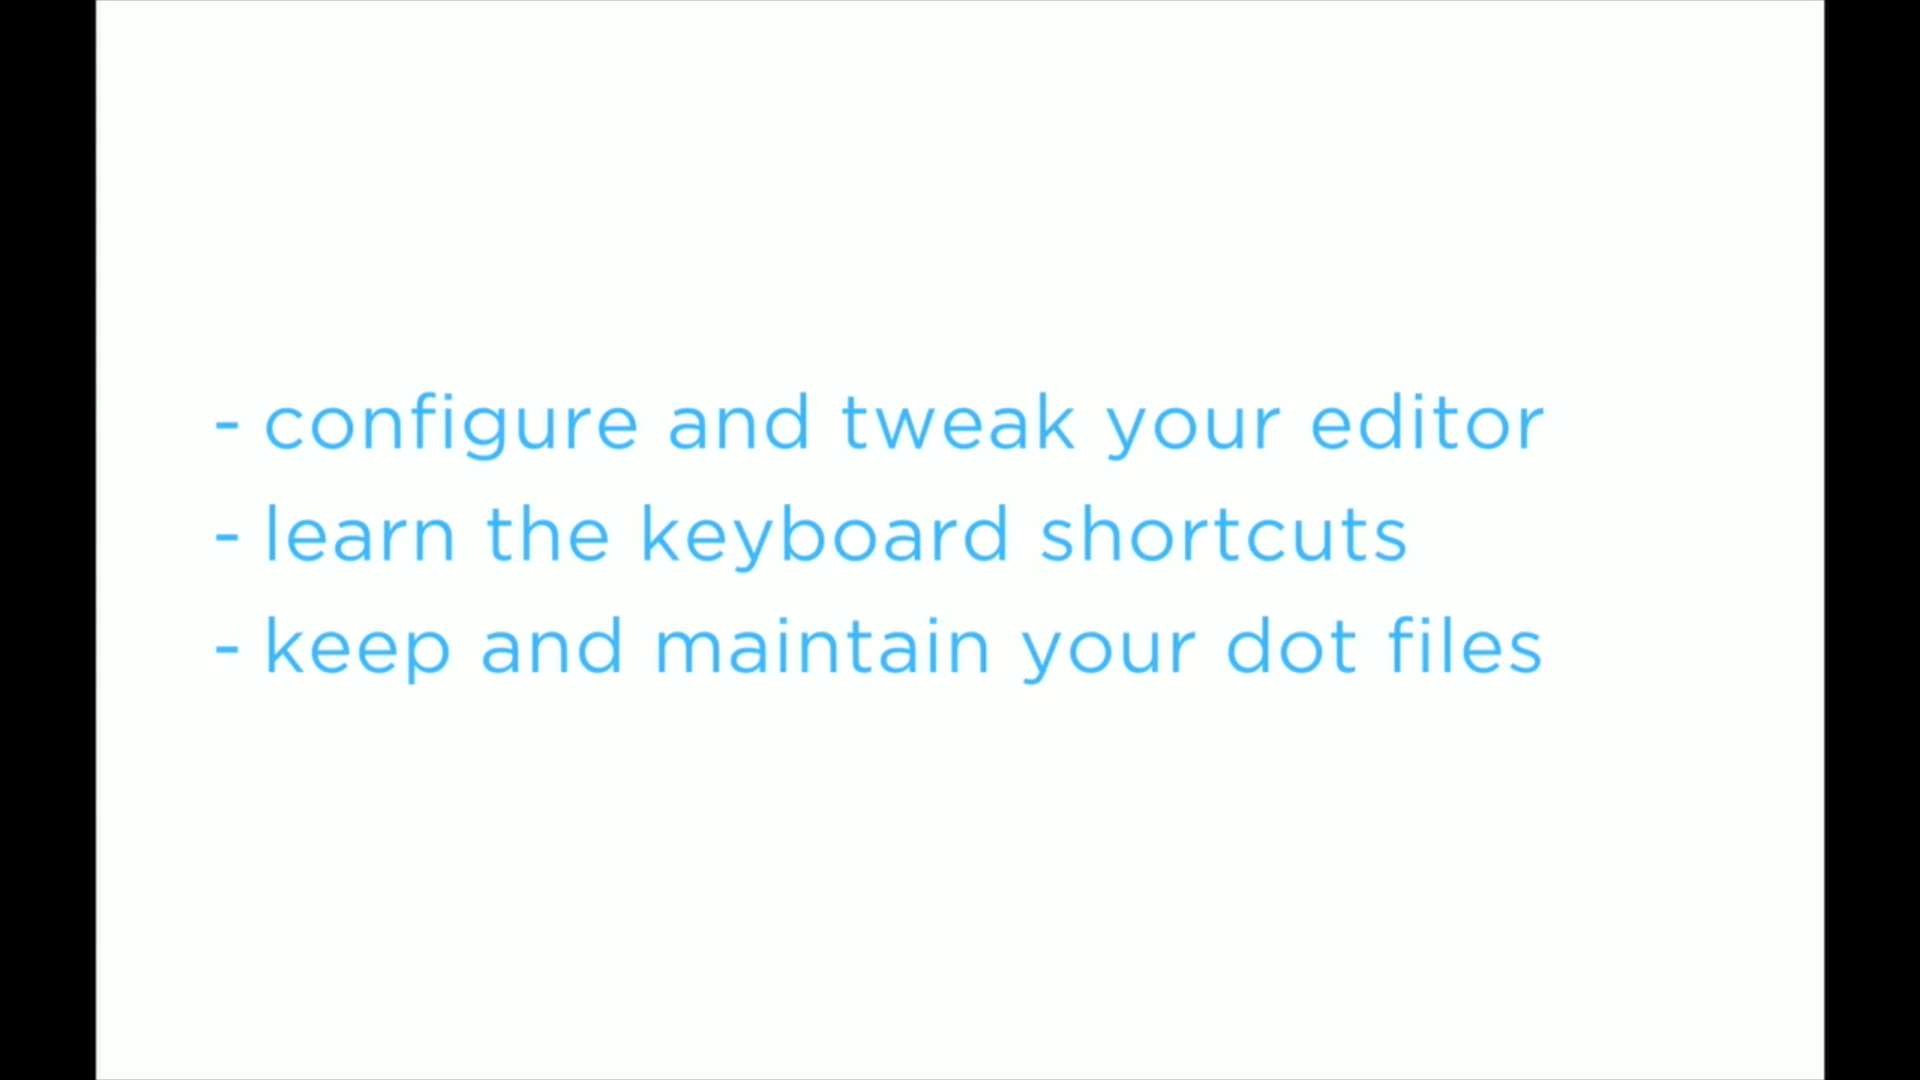 - configure and tweak your editor
- learn the keyboard shortcuts
- keep and maintain your dot files